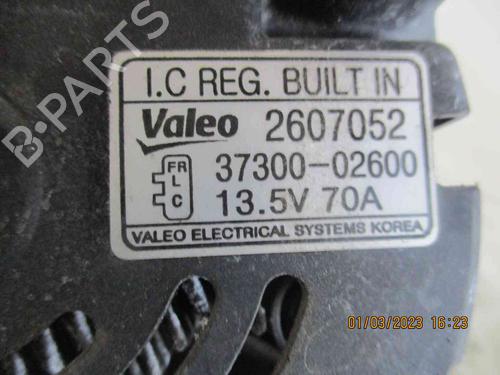 B-PARTS
I.C REG. BUILT IN
Valeo 2607052
FR
L
C
37300-02600
13.5V 70A
VALEO ELECTRICAL SYSTEMS KOREA
01/03/2023 16:23